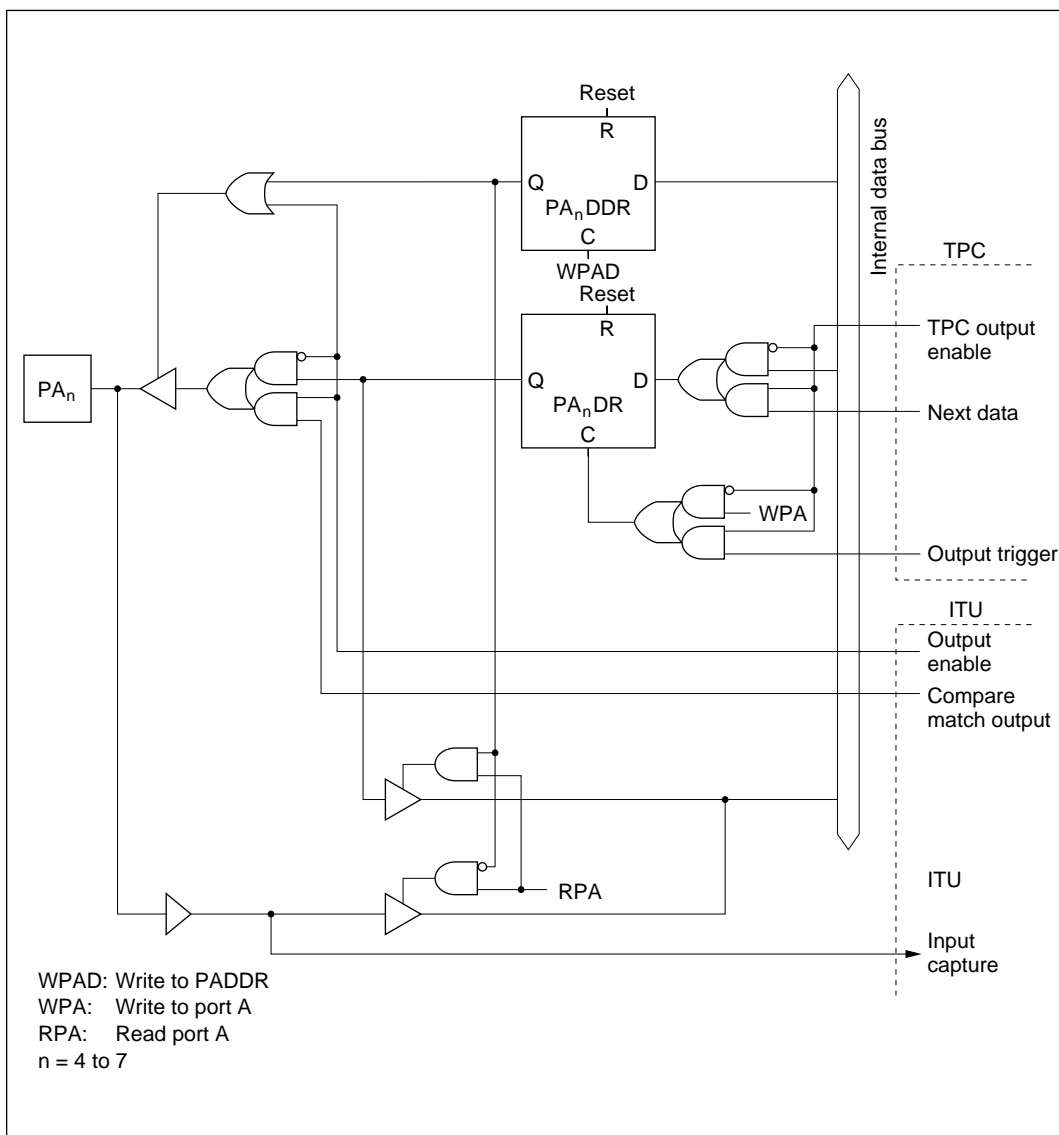 Reset
R
Q D
PAnDDR
C
WPAD
Reset
R
Q D
PAnDR
C
PAn
Internal data bus
TPC
TPC output
enable
Next data
WPA
Output trigger
ITU
Output
enable
Compare
match output
RPA
ITU
Input
capture
WPAD: Write to PADDR
WPA: Write to port A
RPA: Read port A
n = 4 to 7